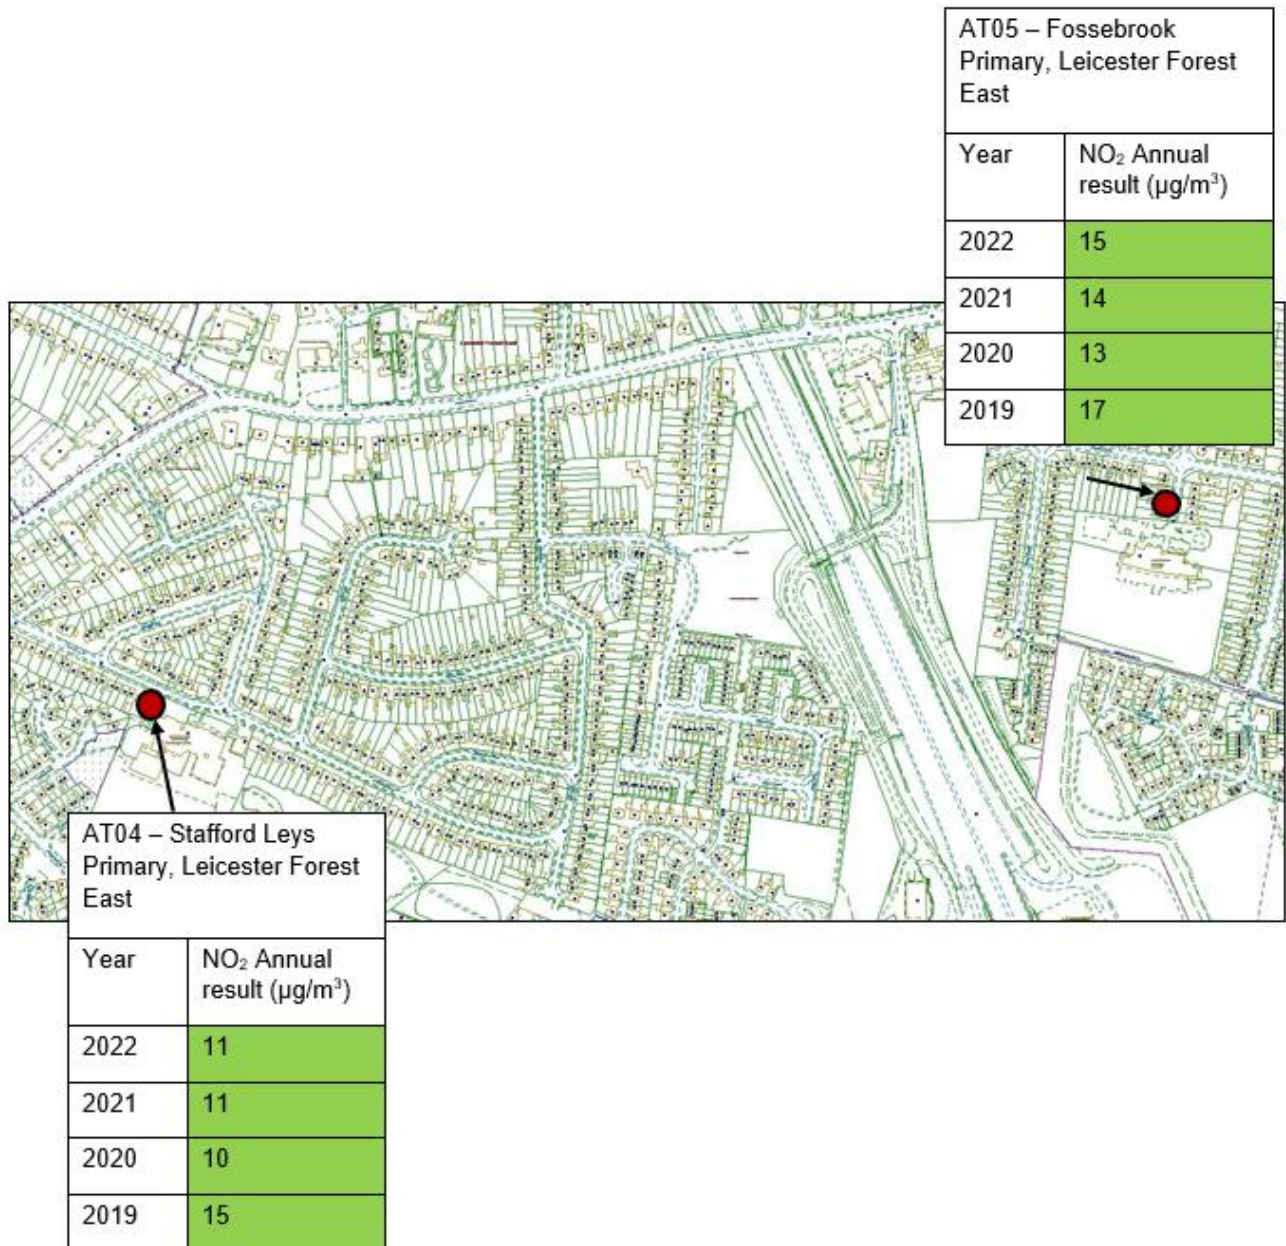 AT05 – Fossebrook
Primary, Leicester Forest
East
Year
NO₂ Annual
result (µg/m³)
2022
15
2021
14
2020
13
2019
17
AT04 – Stafford Leys
Primary, Leicester Forest
East
Year
NO₂ Annual
result (µg/m³)
2022
11
2021
11
2020
10
2019
15